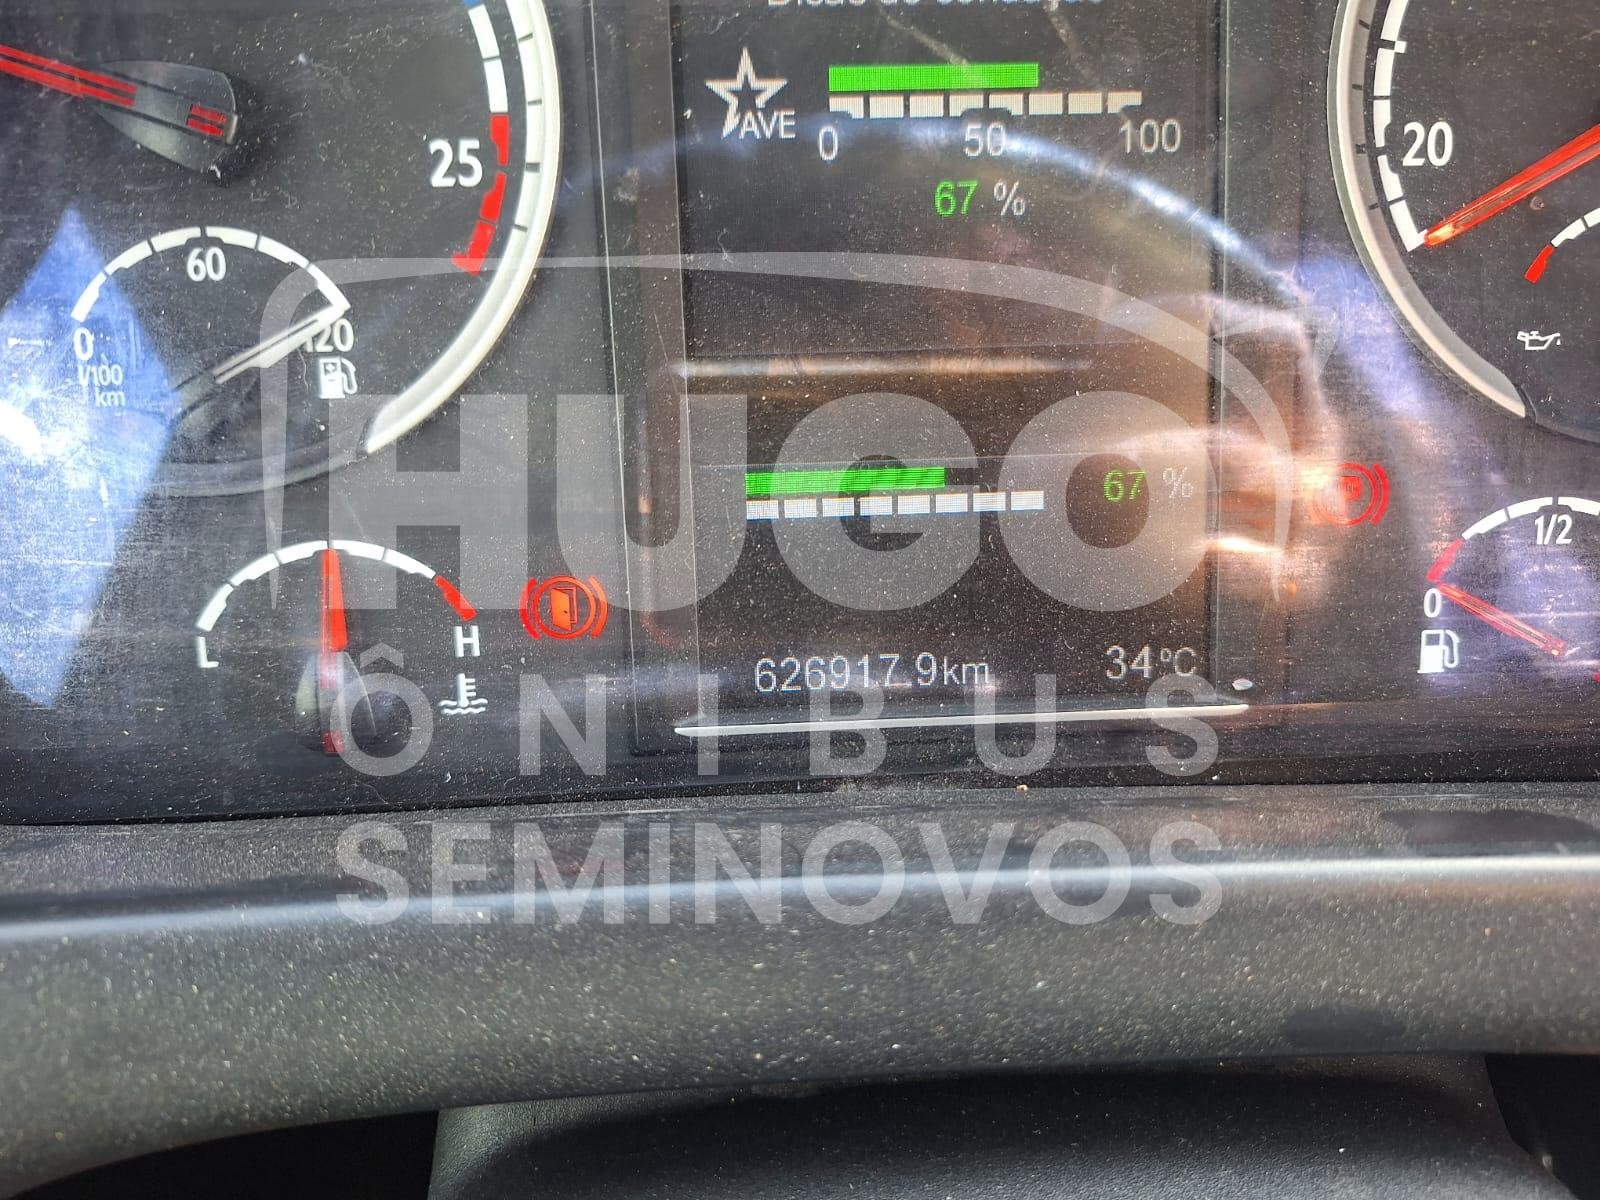 AVE
0 50 100
67 %
25
20
60
0
120
l/100
km
HUGO
67 %
1/2
0
L
H
626917.9km
34ºC
ÔNIBUS
SEMINOVOS